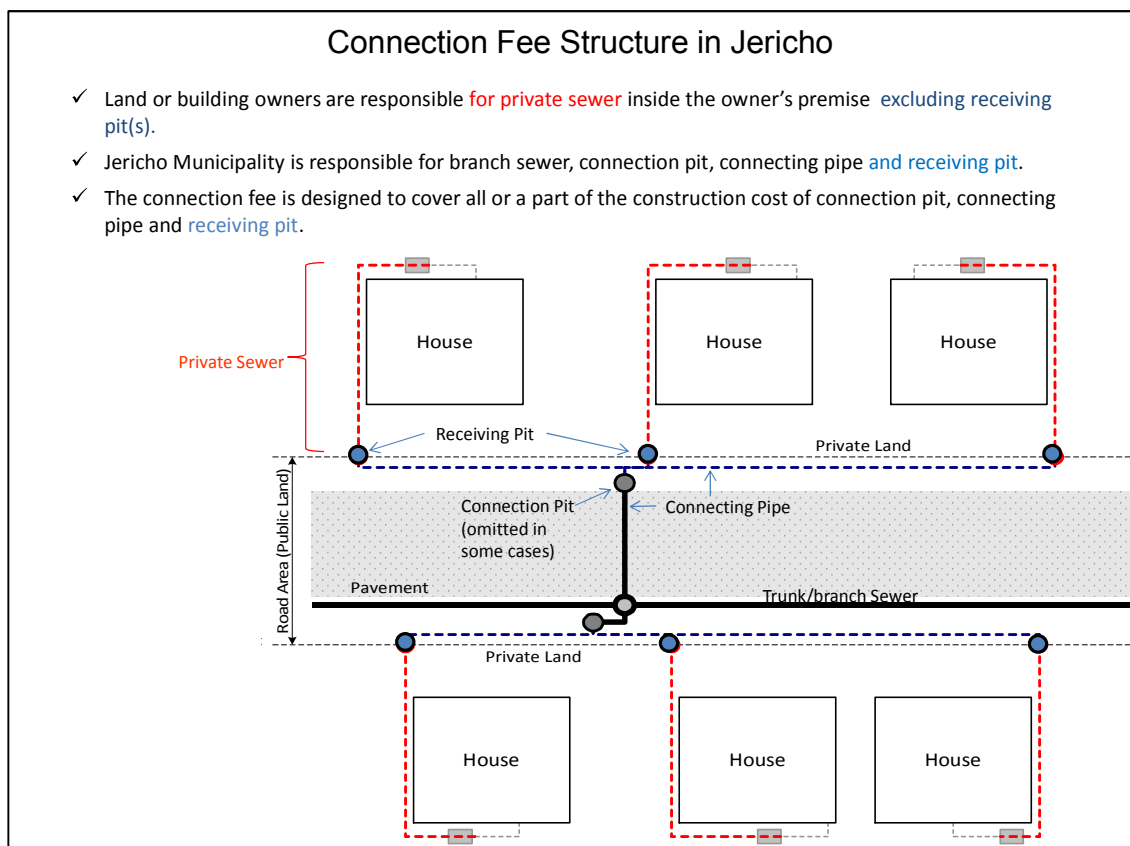 Connection Fee Structure in Jericho
✓ Land or building owners are responsible for private sewer inside the owner's premise excluding receiving
pit(s).
✓ Jericho Municipality is responsible for branch sewer, connection pit, connecting pipe and receiving pit.
✓ The connection fee is designed to cover all or a part of the construction cost of connection pit, connecting
pipe and receiving pit.
House
House
House
Private Sewer
Receiving Pit
Private Land
Road Area (Public Land)
Connection Pit
(omitted in
some cases)
Connecting Pipe
Pavement
Trunk/branch Sewer
Private Land
House
House
House